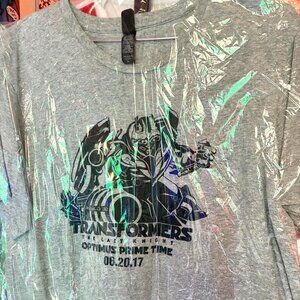 TRANSFORMERS
THE LAST KNIGHT
OPTIMUS PRIME TIME
06.20.17